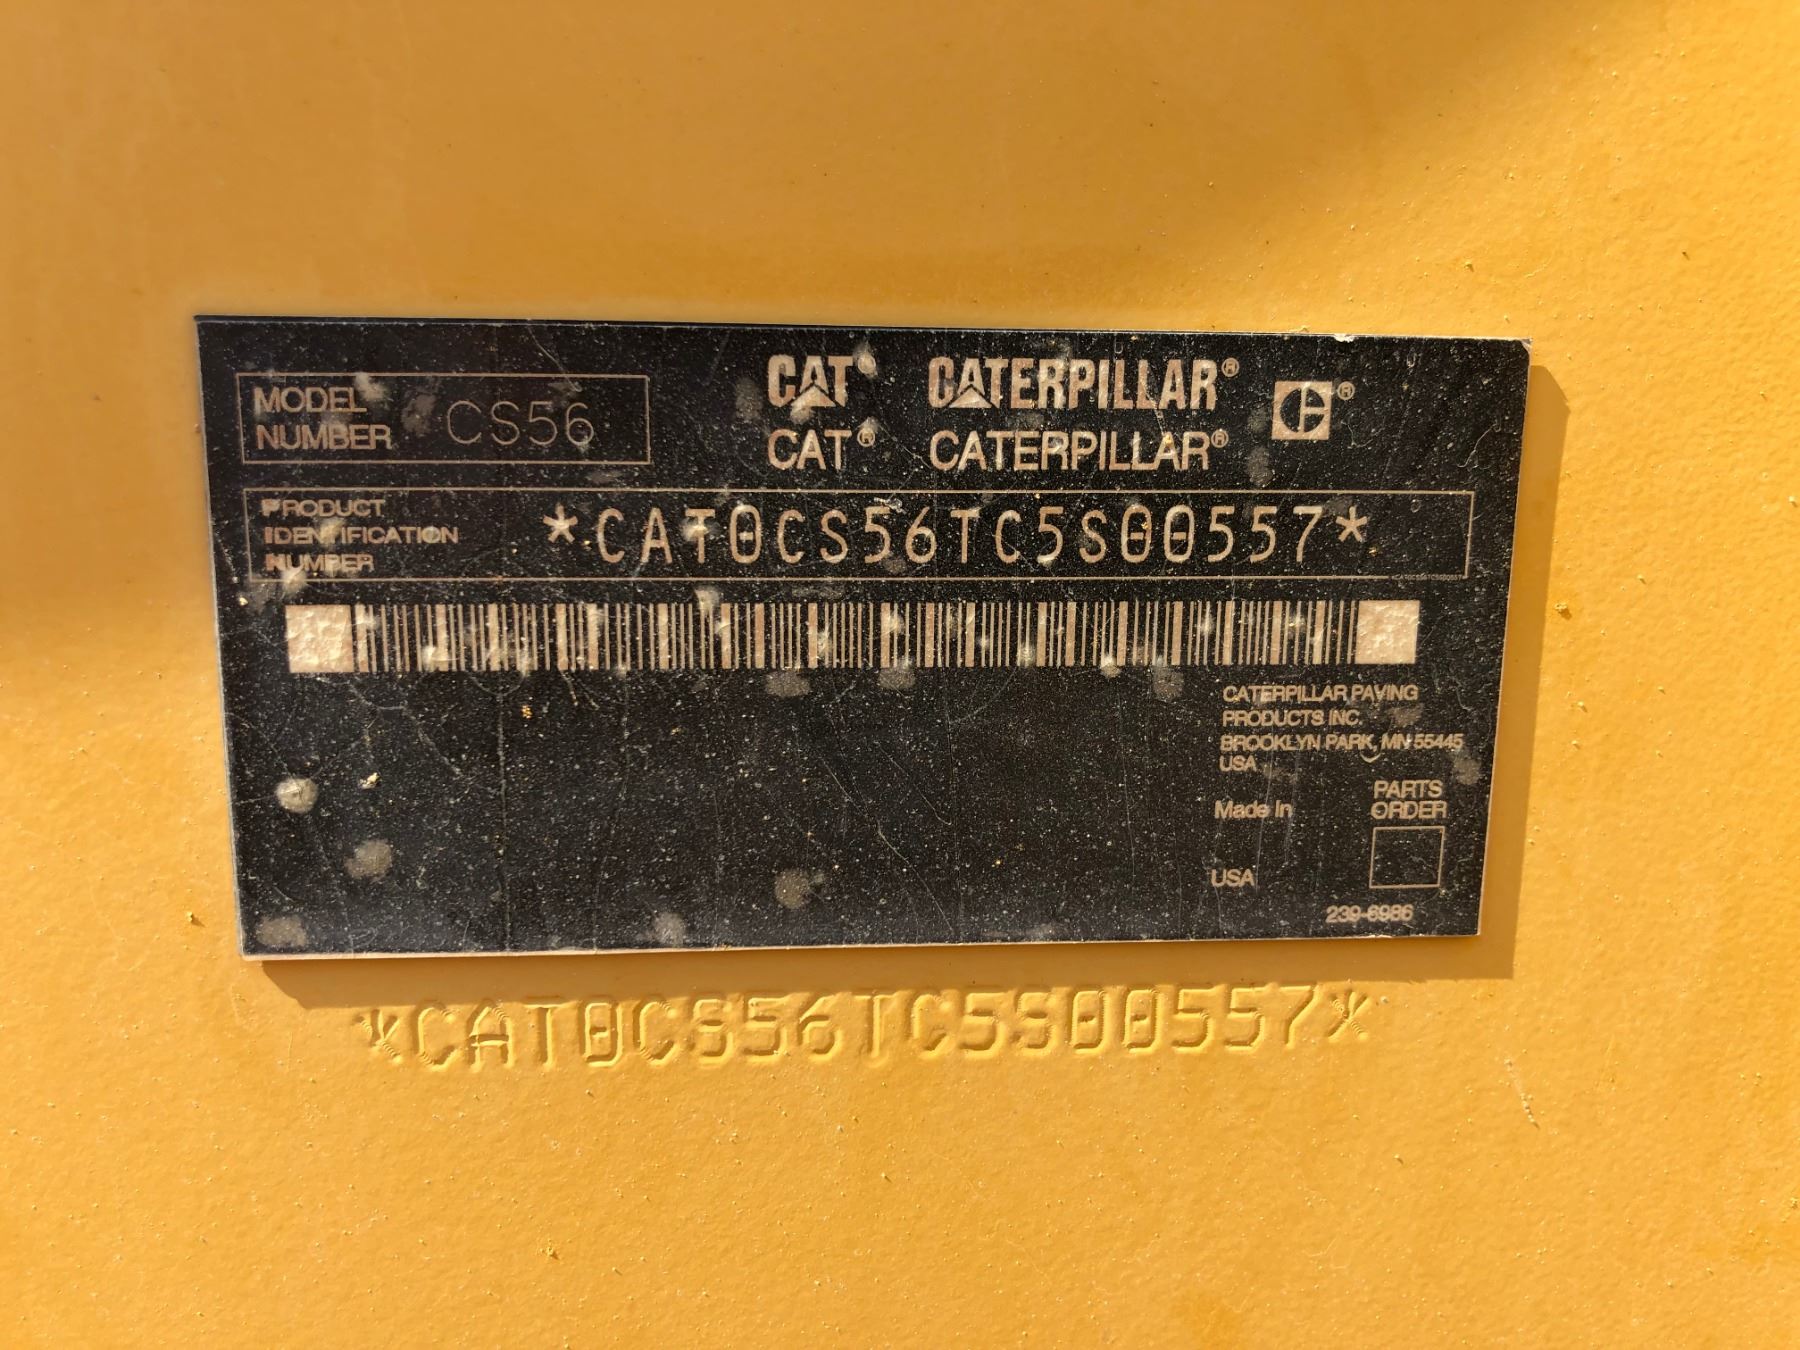 MODEL NUMBER CS56
CAT® CATERPILLAR® ®
CAT® CATERPILLAR®
PRODUCT IDENTIFICATION NUMBER *CAT0CS56TC5S00557*
*CAT0CS56TC5S00557*
CATERPILLAR PAVING
PRODUCTS INC.
BROOKLYN PARK, MN 55445
USA
Made In
USA
PARTS
ORDER
239-6986
*CAT0CS56TC5S00557*